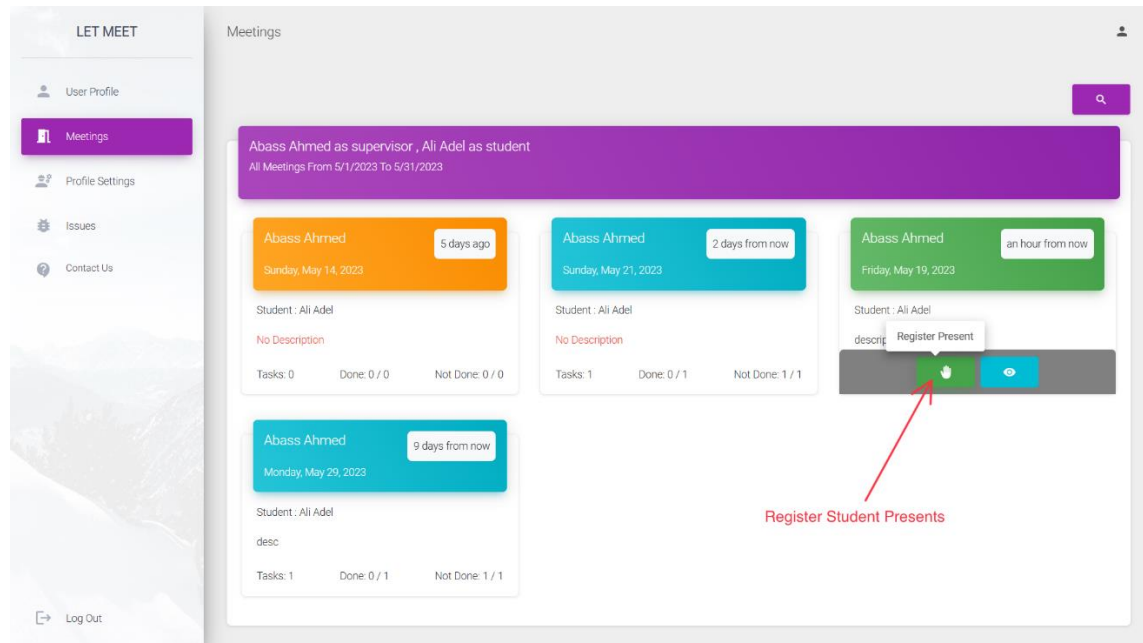 LET MEET
User Profile
Meetings
Profile Settings
Issues
Contact Us
Log Out
Meetings
Abass Ahmed as supervisor , Ali Adel as student
All Meetings From 5/1/2023 To 5/31/2023
Abass Ahmed
5 days ago
Sunday, May 14, 2023
Student : Ali Adel
No Description
Tasks: 0 Done: 0 / 0 Not Done: 0 / 0
Abass Ahmed
2 days from now
Sunday, May 21, 2023
Student : Ali Adel
No Description
Tasks: 1 Done: 0 / 1 Not Done: 1 / 1
Abass Ahmed
an hour from now
Friday, May 19, 2023
Student : Ali Adel
descrip
Register Present
Abass Ahmed
9 days from now
Monday, May 29, 2023
Student : Ali Adel
desc
Tasks: 1 Done: 0 / 1 Not Done: 1 / 1
Register Student Presents